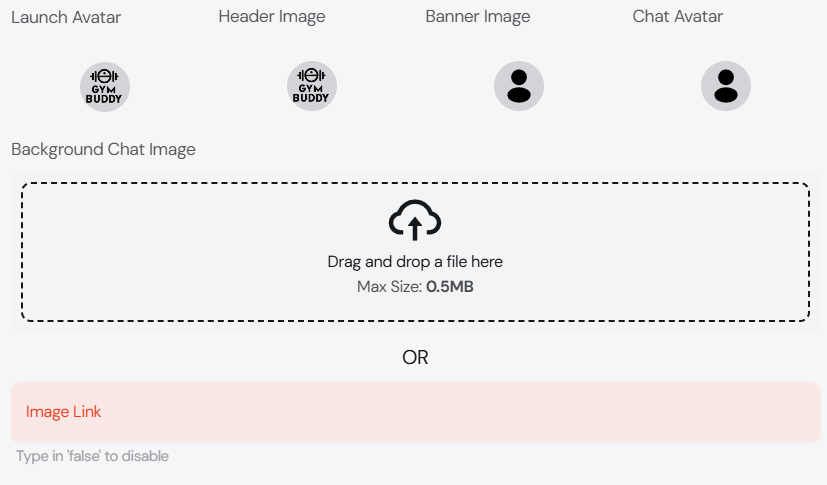 Launch Avatar
Header Image
Banner Image
Chat Avatar
GYM
BUDDY
GYM
BUDDY
Background Chat Image
Drag and drop a file here
Max Size: 0.5MB
OR
Image Link
Type in 'false' to disable